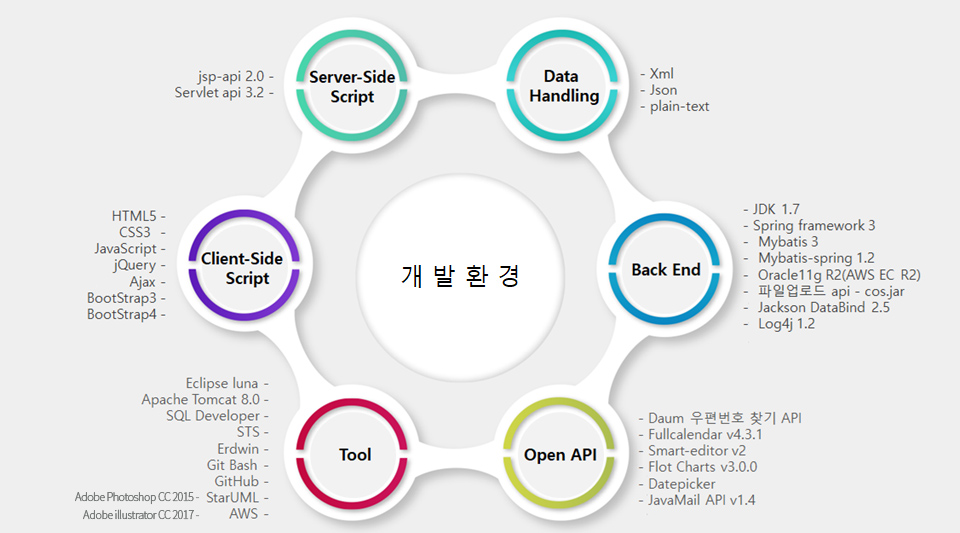 jsp-api 2.0 -
Servlet api 3.2 -
Server-Side
Script
Data
Handling
- Xml
- Json
- plain-text
HTML5 -
CSS3 -
JavaScript -
jQuery -
Ajax -
BootStrap3 -
BootStrap4 -
Client-Side
Script
개 발 환 경
Back End
- JDK 1.7
- Spring framework 3
- Mybatis 3
- Mybatis-spring 1.2
- Oracle11g R2(AWS EC R2)
- 파일업로드 api - cos.jar
- Jackson DataBind 2.5
- Log4j 1.2
Eclipse luna -
Apache Tomcat 8.0 -
SQL Developer -
STS -
Erdwin -
Git Bash -
GitHub -
Adobe Photoshop CC 2015 - StarUML -
Adobe illustrator CC 2017 - AWS -
Tool
Open API
- Daum 우편번호 찾기 API
- Fullcalendar v4.3.1
- Smart-editor v2
- Flot Charts v3.0.0
- Datepicker
- JavaMail API v1.4